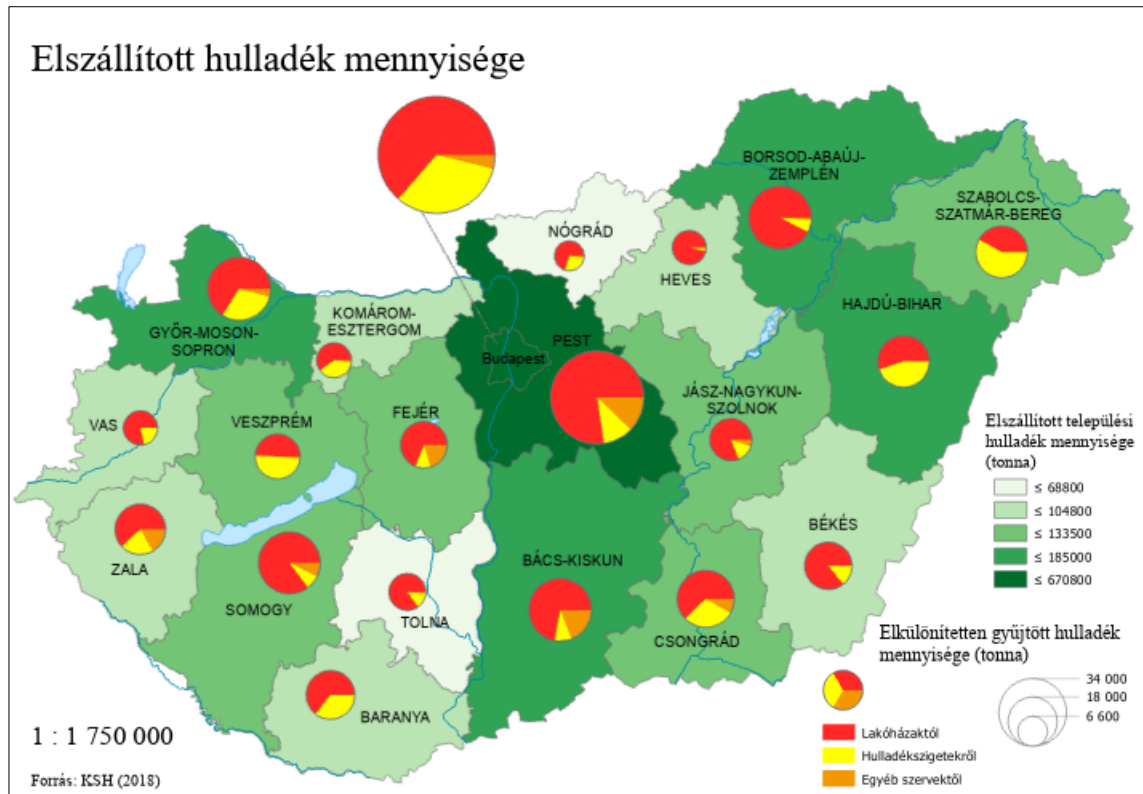 Elszállított hulladék mennyisége
BORSOD-ABAÚJ-
ZEMPLÉN
SZABOLCS-
SZATMÁR-BEREG
NÓGRÁD
HEVES
HAJDÚ-BIHAR
GYŐR-MOSON-
SOPRON
KOMÁROM-
ESZTERGOM
PEST
Budapest
JÁSZ-NAGYKUN-
SZOLNOK
VAS
VESZPRÉM
FEJÉR
ZALA
SOMOGY
TOLNA
BÁCS-KISKUN
CSONGRÁD
BÉKÉS
BARANYA
Elszállított települési
hulladék mennyisége
(tonna)
≤ 68800
≤ 104800
≤ 133500
≤ 185000
≤ 670800
Elkülönítetten gyűjtött hulladék
mennyisége (tonna)
34 000
18 000
6 600
Lakóházaktól
Hulladékszigetekről
Egyéb szervektől
1 : 1 750 000
Forrás: KSH (2018)